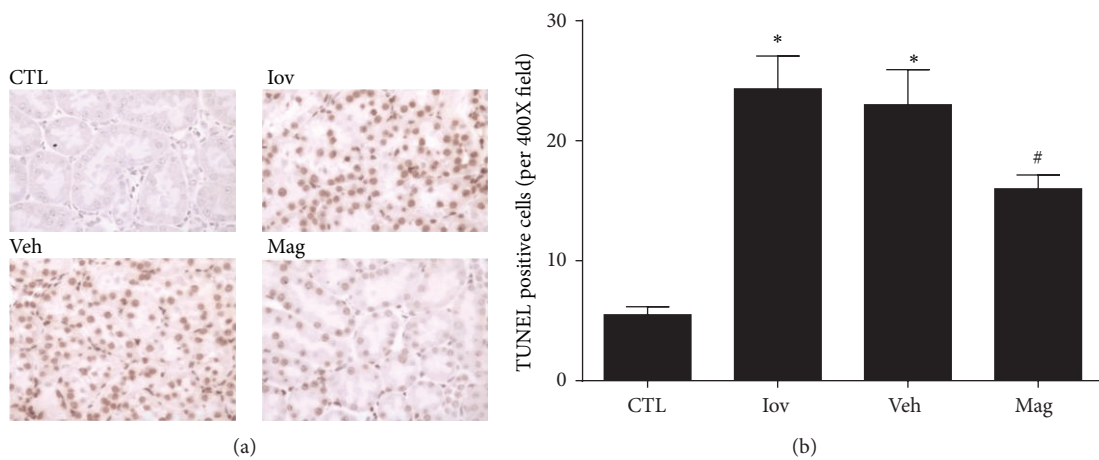 CTL
Iov
Veh
Mag
(a)
TUNEL positive cells (per 400X field)
30
20
10
0
*
*
#
CTL
Iov
Veh
Mag
(b)